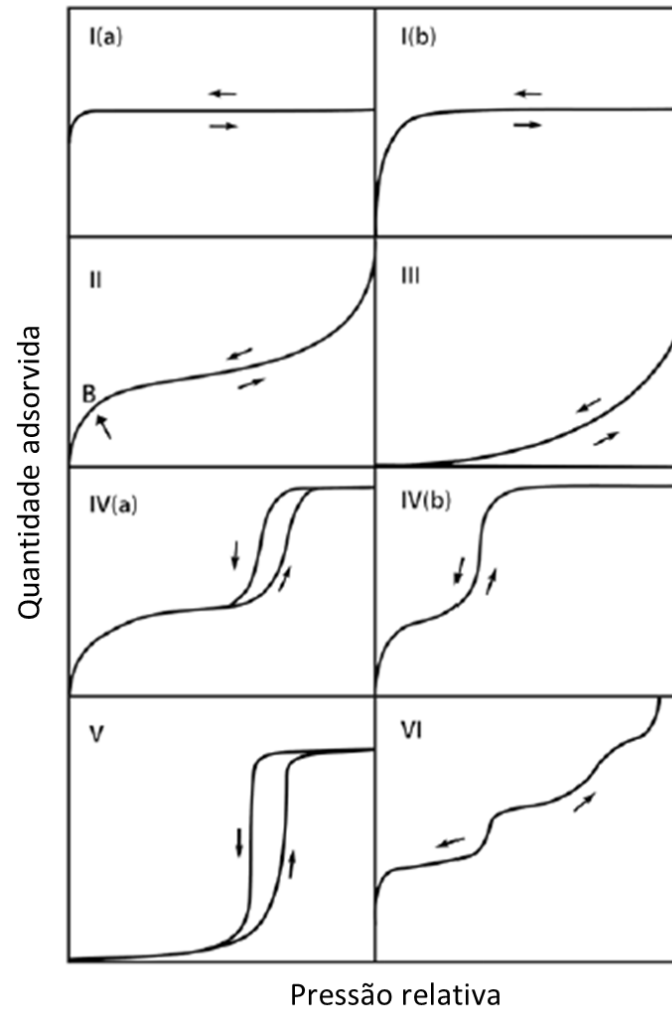 I(a)
I(b)
II
III
B
IV(a)
IV(b)
V
VI
Quantidade adsorvida
Pressão relativa